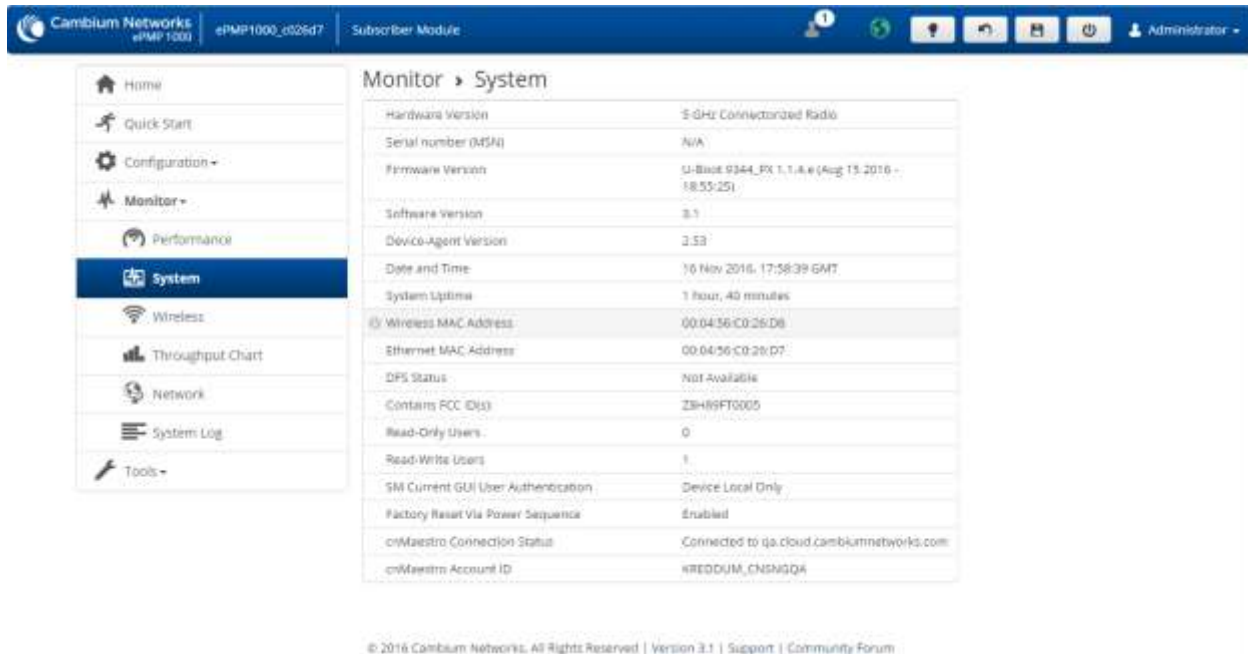 Cambium Networks
ePMP 1000
ePMP1000_c026d7
Subscriber Module
1
Administrator
Home
Quick Start
Configuration
Monitor
Performance
System
Wireless
Throughput Chart
Network
System Log
Tools
Monitor › System
Hardware Version 5 GHz Connectorized Radio
Serial number (MSN) N/A
Firmware Version U-Boot 9344_PX 1.1.4.e (Aug 15 2016 -
18:55:25)
Software Version 3.1
Device-Agent Version 2.53
Date and Time 16 Nov 2016, 17:58:39 GMT
System Uptime 1 hour, 40 minutes
Wireless MAC Address 00:04:56:C0:26:D8
Ethernet MAC Address 00:04:56:C0:26:D7
DFS Status Not Available
Contains FCC ID(s) Z8H89FT0005
Read-Only Users 0
Read-Write Users 1
SM Current GUI User Authentication Device Local Only
Factory Reset Via Power Sequence Enabled
cnMaestro Connection Status Connected to qa.cloud.cambiumnetworks.com
cnMaestro Account ID KREDDUM_CNSNGQA
© 2016 Cambium Networks. All Rights Reserved | Version 3.1 | Support | Community Forum